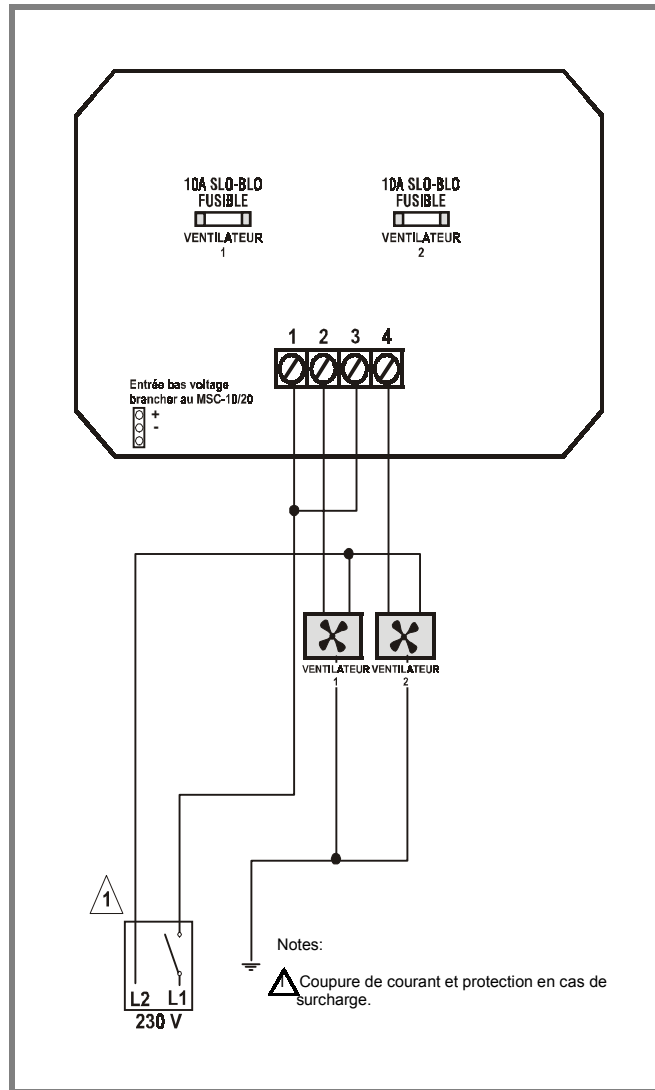 10A SLO-BLO
FUSIBLE
VENTILATEUR
1
10A SLO-BLO
FUSIBLE
VENTILATEUR
2
1 2 3 4
Entrée bas voltage
brancher au MSC-10/20
+
-
VENTILATEUR
1
VENTILATEUR
2
1
L2 L1
230 V
Notes:
1 Coupure de courant et protection en cas de
surcharge.